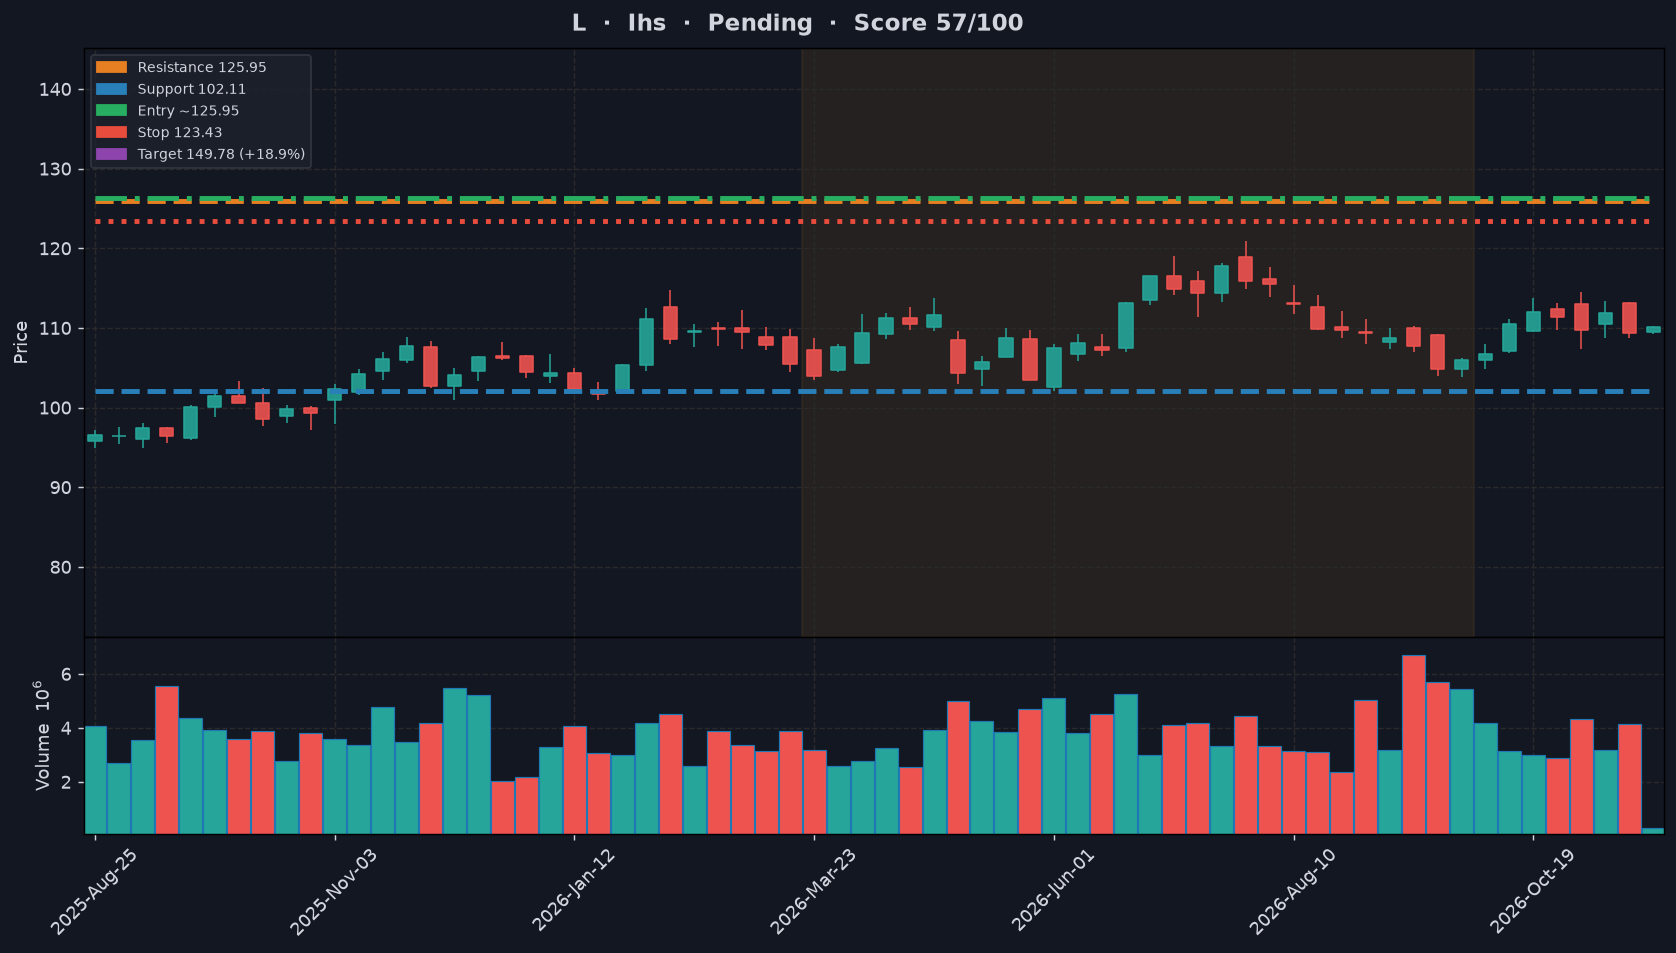 L · Ihs · Pending · Score 57/100
Resistance 125.95
Support 102.11
Entry ~125.95
Stop 123.43
Target 149.78 (+18.9%)
Price
140
130
120
110
100
90
80
Volume 10⁶
6
4
2
2025-Aug-25
2025-Nov-03
2026-Jan-12
2026-Mar-23
2026-Jun-01
2026-Aug-10
2026-Oct-19